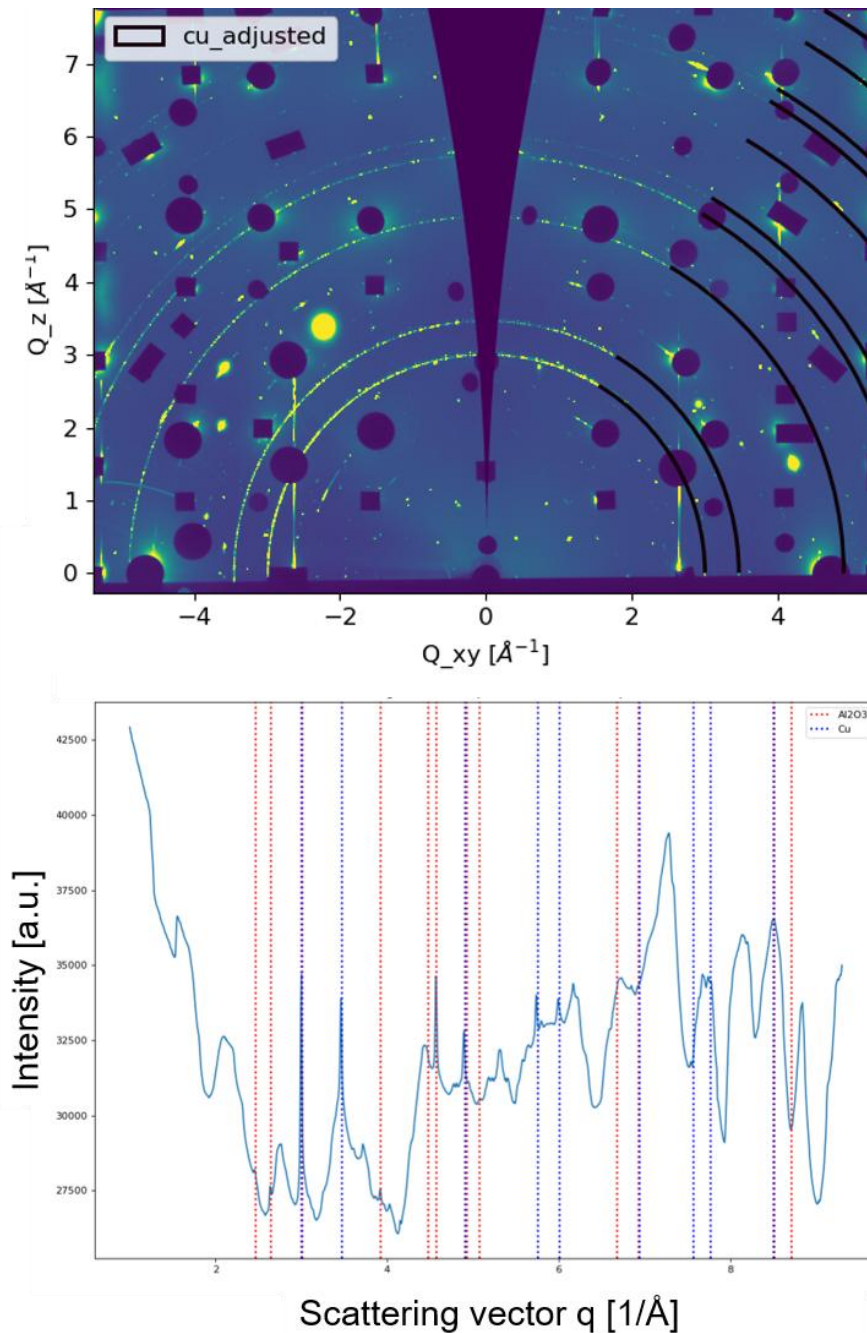 cu_adjusted
7
6
5
4
3
2
1
0
Q_z [Å⁻¹]
−4 −2 0 2 4
Q_xy [Å⁻¹]
Al2O3
Cu
42500
40000
37500
35000
32500
30000
27500
Intensity [a.u.]
2 4 6 8
Scattering vector q [1/Å]